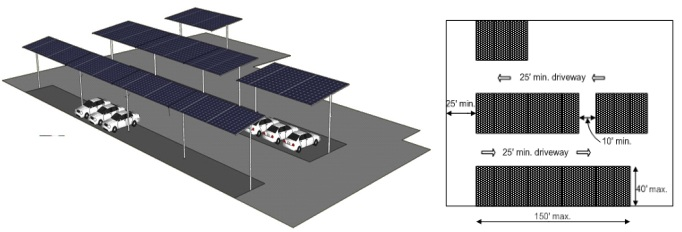 25' min. driveway
25' min.
10' min.
25' min. driveway
40' max.
150' max.